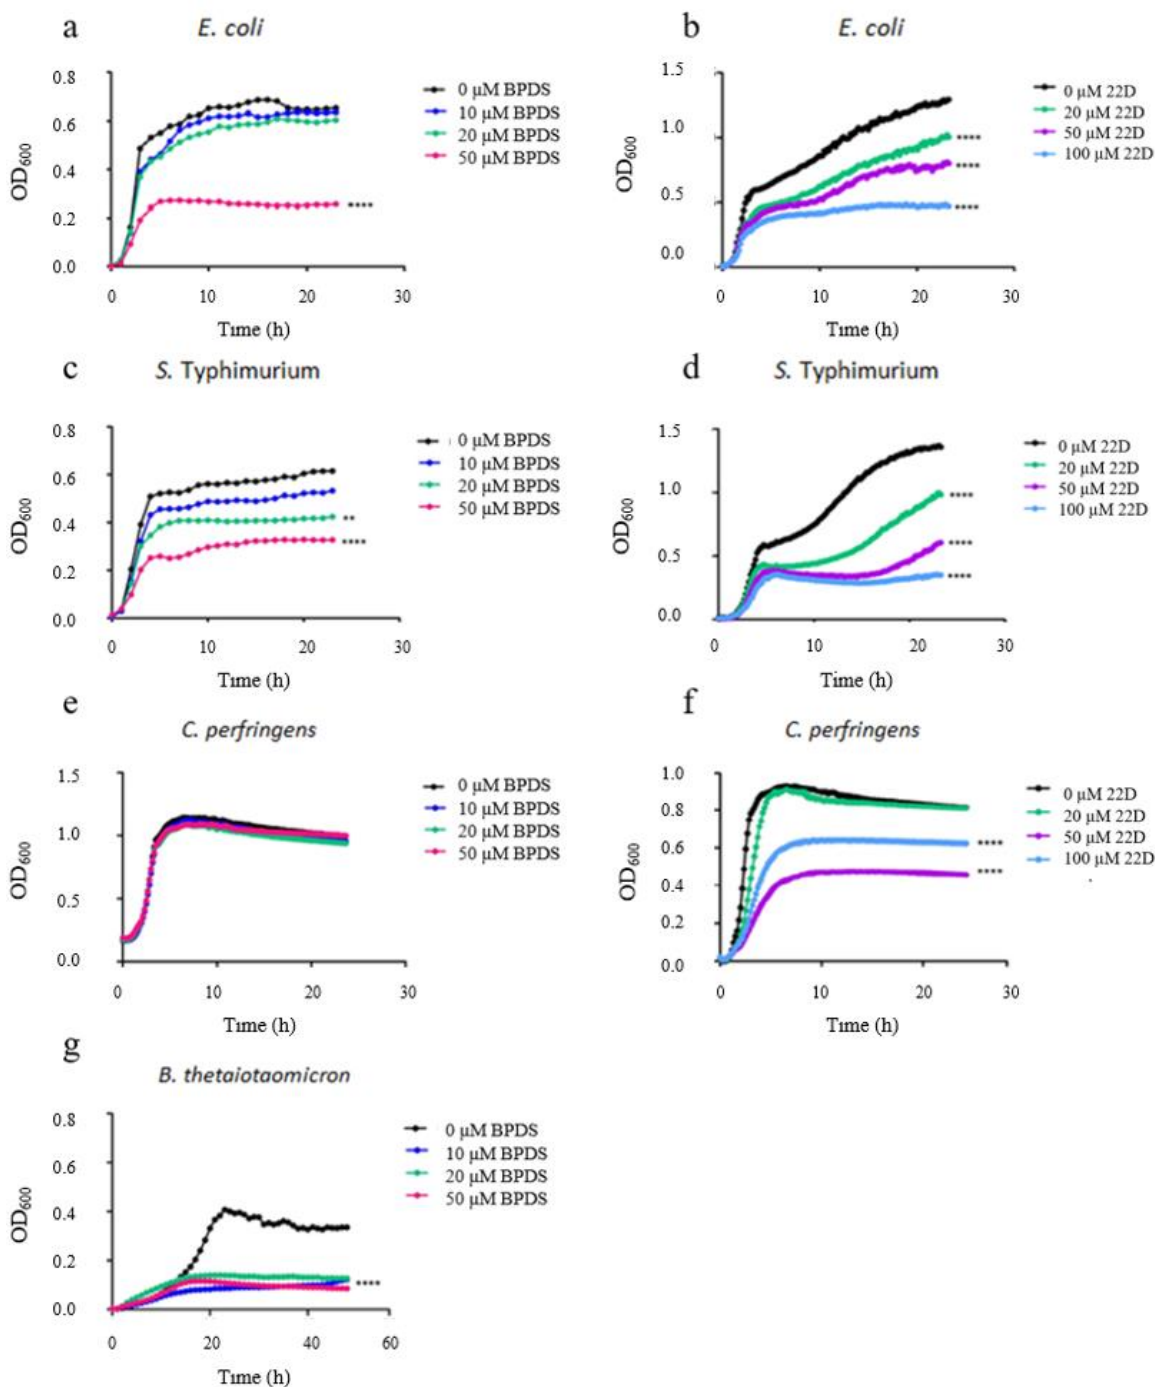 a
E. coli
0.8
0.6
0.4
0.2
0.0
OD600
0
10
20
30
Time (h)
0 µM BPDS
10 µM BPDS
20 µM BPDS
50 µM BPDS
****
b
E. coli
1.5
1.0
0.5
0.0
OD600
0
10
20
30
Time (h)
0 µM 22D
20 µM 22D
50 µM 22D
100 µM 22D
****
****
****
c
S. Typhimurium
0.8
0.6
0.4
0.2
0.0
OD600
0
10
20
30
Time (h)
0 µM BPDS
10 µM BPDS
20 µM BPDS
50 µM BPDS
**
****
d
S. Typhimurium
1.5
1.0
0.5
0.0
OD600
0
10
20
30
Time (h)
0 µM 22D
20 µM 22D
50 µM 22D
100 µM 22D
****
****
****
e
C. perfringens
1.5
1.0
0.5
0.0
OD600
0
10
20
30
Time (h)
0 µM BPDS
10 µM BPDS
20 µM BPDS
50 µM BPDS
f
C. perfringens
1.0
0.8
0.6
0.4
0.2
0.0
OD600
0
10
20
30
Time (h)
0 µM 22D
20 µM 22D
50 µM 22D
100 µM 22D
****
****
g
B. thetaiotaomicron
0.8
0.6
0.4
0.2
0.0
OD600
0
20
40
60
Time (h)
0 µM BPDS
10 µM BPDS
20 µM BPDS
50 µM BPDS
****